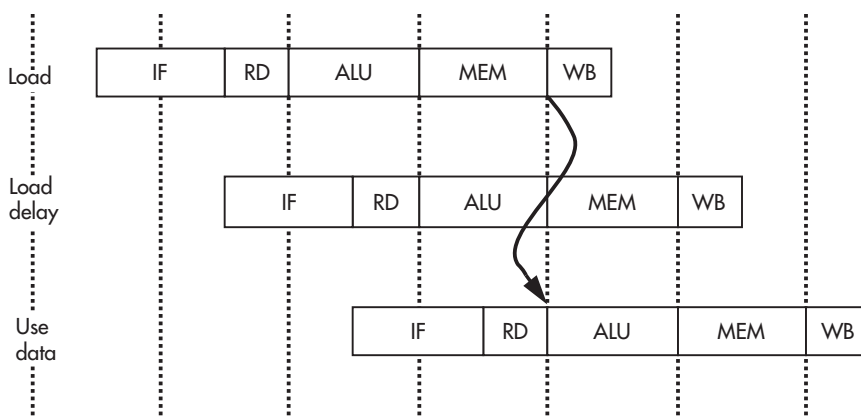 Load IF RD ALU MEM WB
Load
delay IF RD ALU MEM WB
Use
data IF RD ALU MEM WB